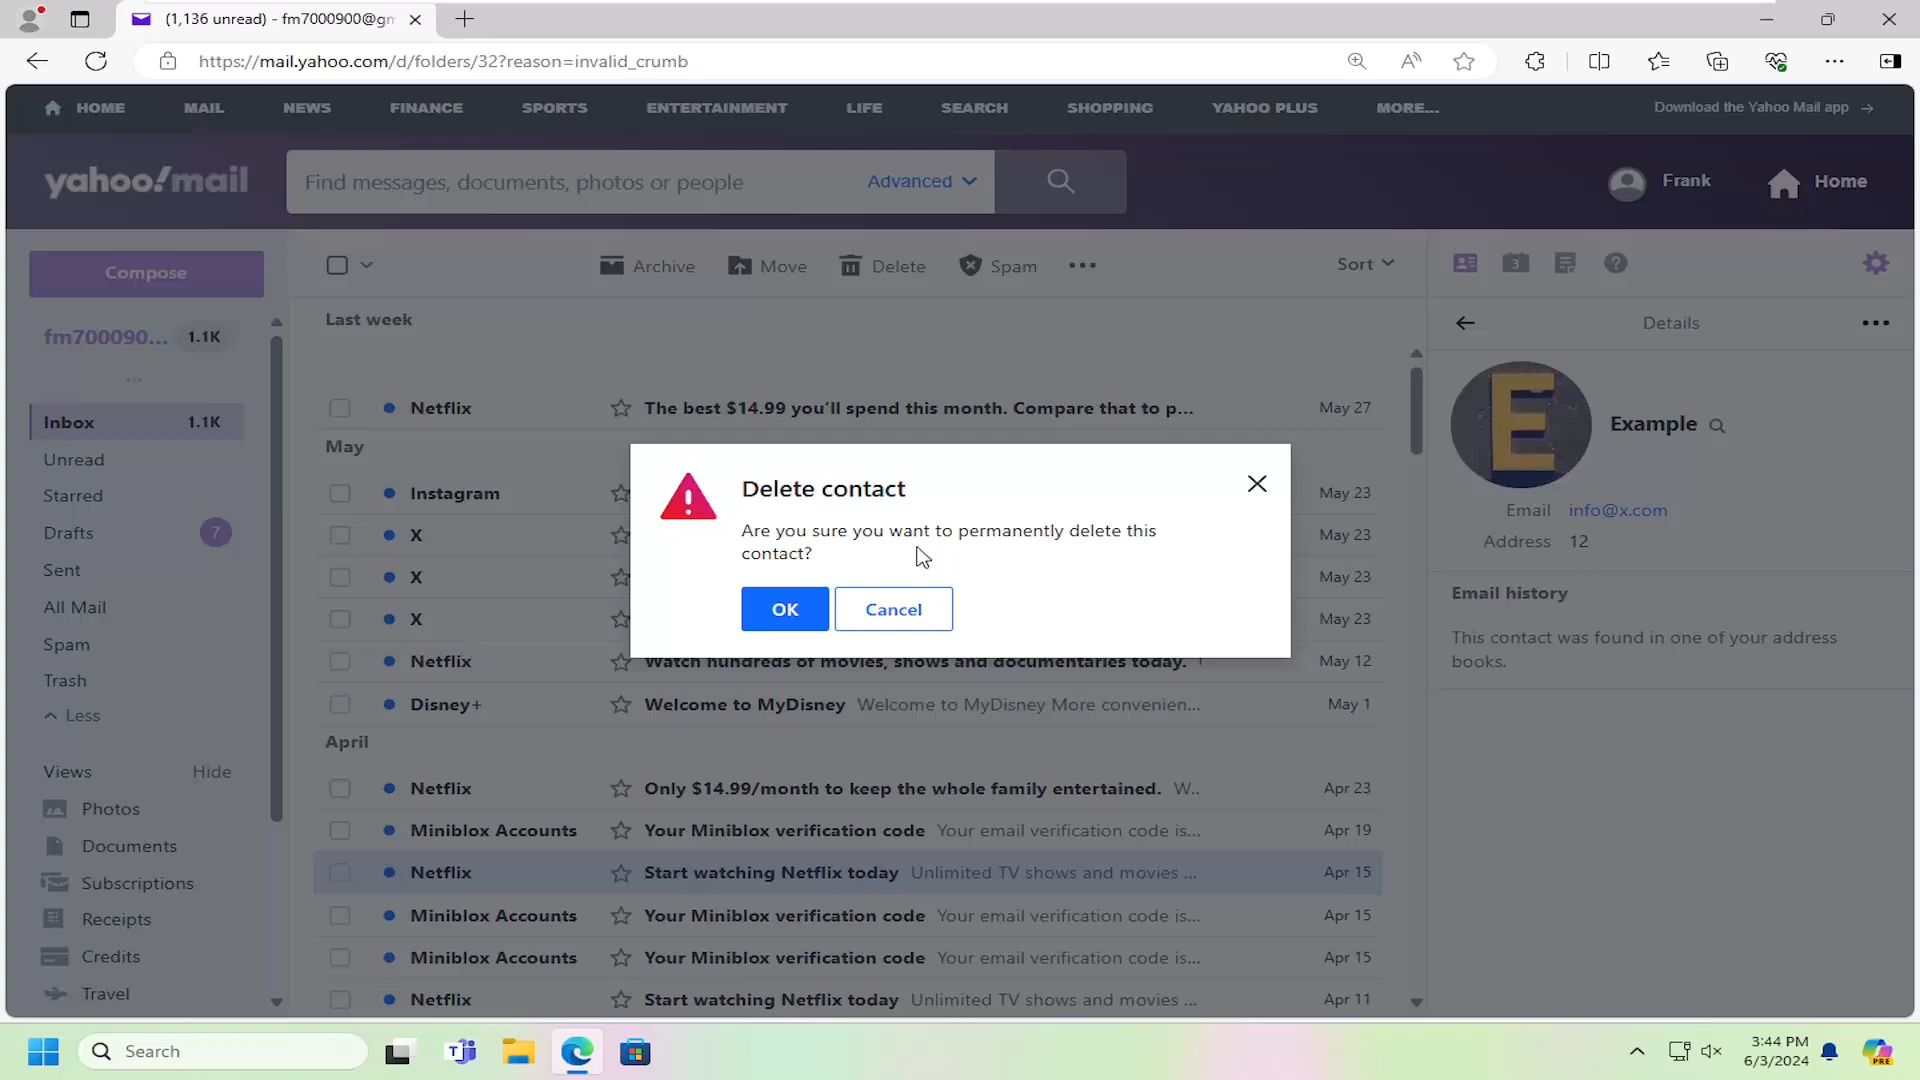 (1,136 unread) - fm7000900@gm
https://mail.yahoo.com/d/folders/32?reason=invalid_crumb
HOME MAIL NEWS FINANCE SPORTS ENTERTAINMENT LIFE SEARCH SHOPPING YAHOO PLUS MORE... Download the Yahoo Mail app →
yahoo!mail Find messages, documents, photos or people Advanced Frank Home
Compose Archive Move Delete Spam Sort 3 ?
Last week Details
fm700090... 1.1K
Netflix The best $14.99 you'll spend this month. Compare that to p... May 27
Inbox 1.1K
E Example
May
Unread
Delete contact
Starred
Instagram May 23
Email info@x.com
Are you sure you want to permanently delete this
contact?
Drafts 7
X May 23
Address 12
Sent
X May 23
Email history
All Mail
OK Cancel
X May 23
This contact was found in one of your address
books.
Spam
Netflix Watch hundreds of movies, shows and documentaries today. May 12
Trash
Disney+ Welcome to MyDisney Welcome to MyDisney More convenien... May 1
Less
April
Views Hide
Netflix Only $14.99/month to keep the whole family entertained. W.. Apr 23
Photos
Miniblox Accounts Your Miniblox verification code Your email verification code is... Apr 19
Documents
Netflix Start watching Netflix today Unlimited TV shows and movies ... Apr 15
Subscriptions
Miniblox Accounts Your Miniblox verification code Your email verification code is... Apr 15
Receipts
Miniblox Accounts Your Miniblox verification code Your email verification code is... Apr 15
Credits
Netflix Start watching Netflix today Unlimited TV shows and movies ... Apr 11
Travel
Search 3:44 PM
6/3/2024
PRE